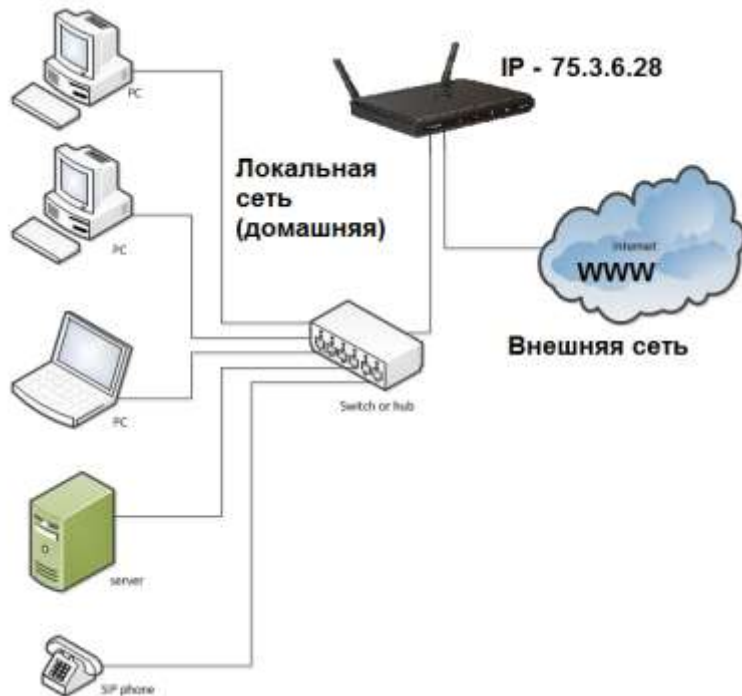 PC
IP - 75.3.6.28
PC
Локальная
сеть
(домашняя)
Internet
WWW
Внешняя сеть
PC
Switch or hub
server
SIP phone